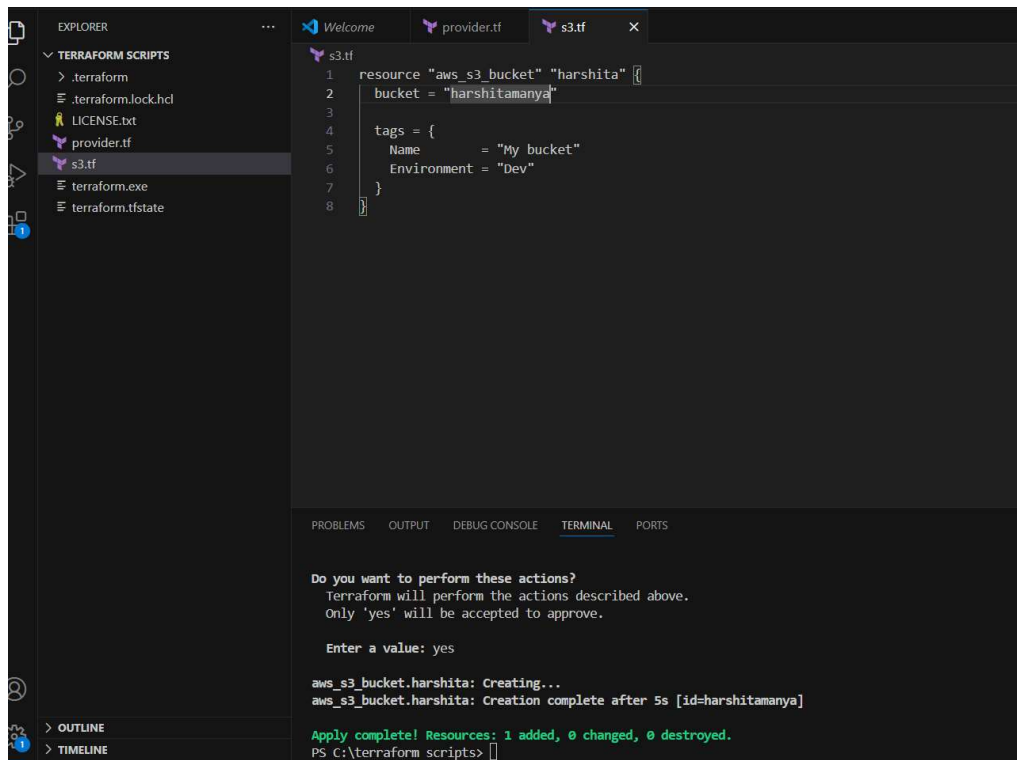 EXPLORER ...
TERRAFORM SCRIPTS
.terraform
.terraform.lock.hcl
LICENSE.txt
provider.tf
s3.tf
terraform.exe
terraform.tfstate
OUTLINE
TIMELINE
1
1
Welcome provider.tf s3.tf
s3.tf
1 resource "aws_s3_bucket" "harshita" {
2 bucket = "harshitamanya"
3
4 tags = {
5 Name = "My bucket"
6 Environment = "Dev"
7 }
8 }
PROBLEMS OUTPUT DEBUG CONSOLE TERMINAL PORTS
Do you want to perform these actions?
Terraform will perform the actions described above.
Only 'yes' will be accepted to approve.
Enter a value: yes
aws_s3_bucket.harshita: Creating...
aws_s3_bucket.harshita: Creation complete after 5s [id=harshitamanya]
Apply complete! Resources: 1 added, 0 changed, 0 destroyed.
PS C:\terraform scripts>